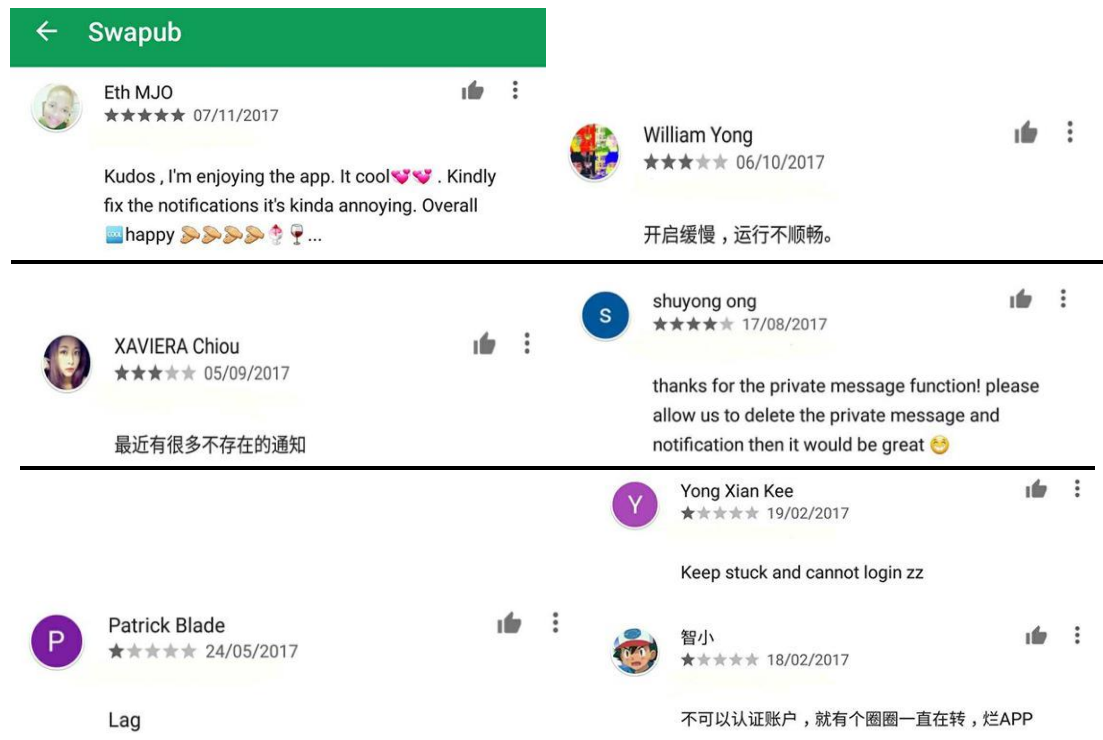 Swapub
Eth MJO
★★★★★ 07/11/2017
Kudos , I'm enjoying the app. It cool💞💞 . Kindly
fix the notifications it's kinda annoying. Overall
🆒happy 🫓🫓🫓🫓🍨🍷...
William Yong
★★★★★ 06/10/2017
开启缓慢，运行不顺畅。
XAVIERA Chiou
★★★★★ 05/09/2017
最近有很多不存在的通知
S
shuyong ong
★★★★★ 17/08/2017
thanks for the private message function! please
allow us to delete the private message and
notification then it would be great 😁
P
Patrick Blade
★★★★★ 24/05/2017
Lag
Y
Yong Xian Kee
★★★★★ 19/02/2017
Keep stuck and cannot login zz
智小
★★★★★ 18/02/2017
不可以认证账户，就有个圈圈一直在转，烂APP